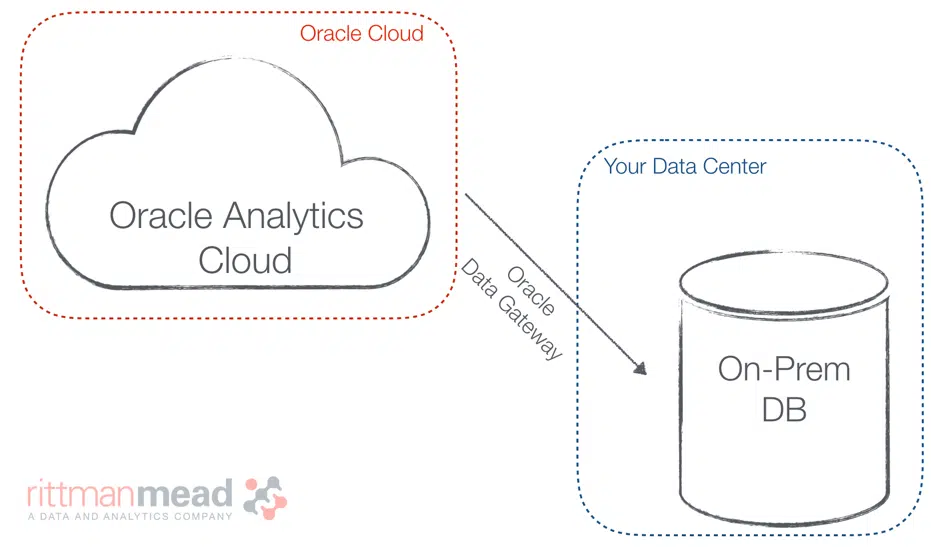 Oracle Cloud
Oracle Analytics
Cloud
Your Data Center
Oracle
Data Gateway
On-Prem
DB
rittmanmead
A DATA AND ANALYTICS COMPANY